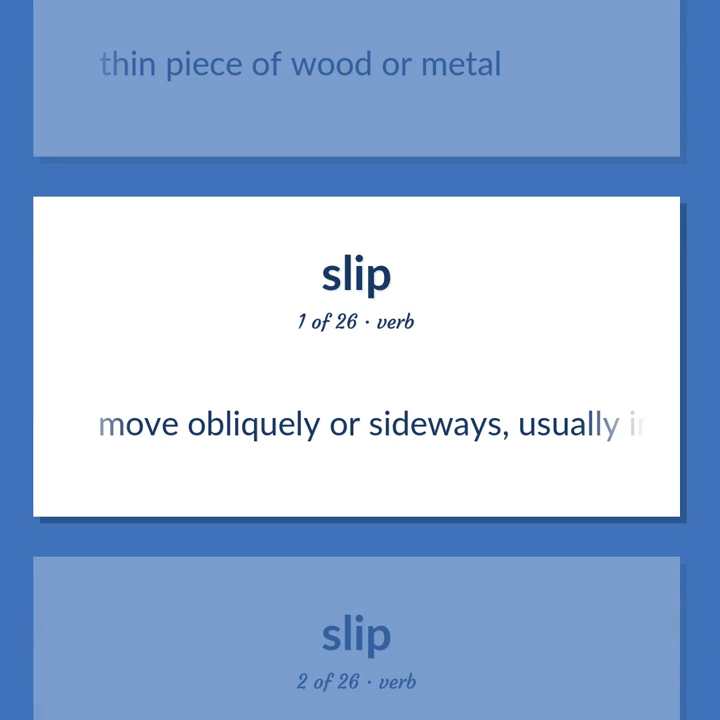 thin piece of wood or metal
slip
1 of 26 · verb
move obliquely or sideways, usually
slip
2 of 26 · verb